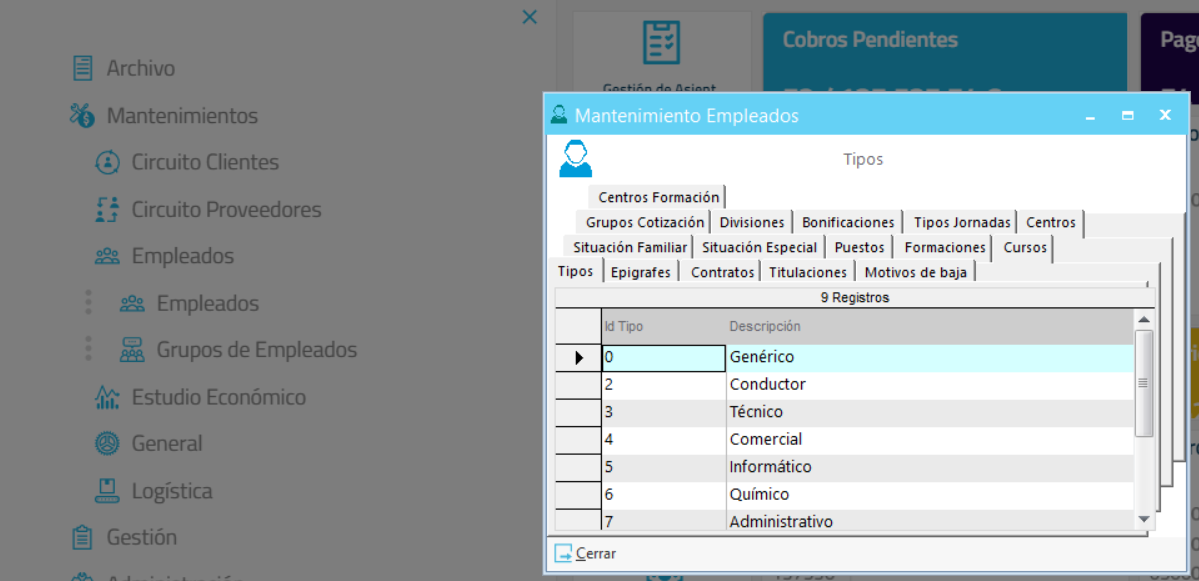 Archivo
Mantenimientos
Circuito Clientes
Circuito Proveedores
Empleados
Empleados
Grupos de Empleados
Estudio Económico
General
Logística
Gestión
Cobros Pendientes
Mantenimiento Empleados
Tipos
Centros Formación
Grupos Cotización Divisiones Bonificaciones Tipos Jornadas Centros
Situación Familiar Situación Especial Puestos Formaciones Cursos
Tipos Epigrafes Contratos Titulaciones Motivos de baja
9 Registros
Id Tipo Descripción
0 Genérico
2 Conductor
3 Técnico
4 Comercial
5 Informático
6 Químico
7 Administrativo
Cerrar